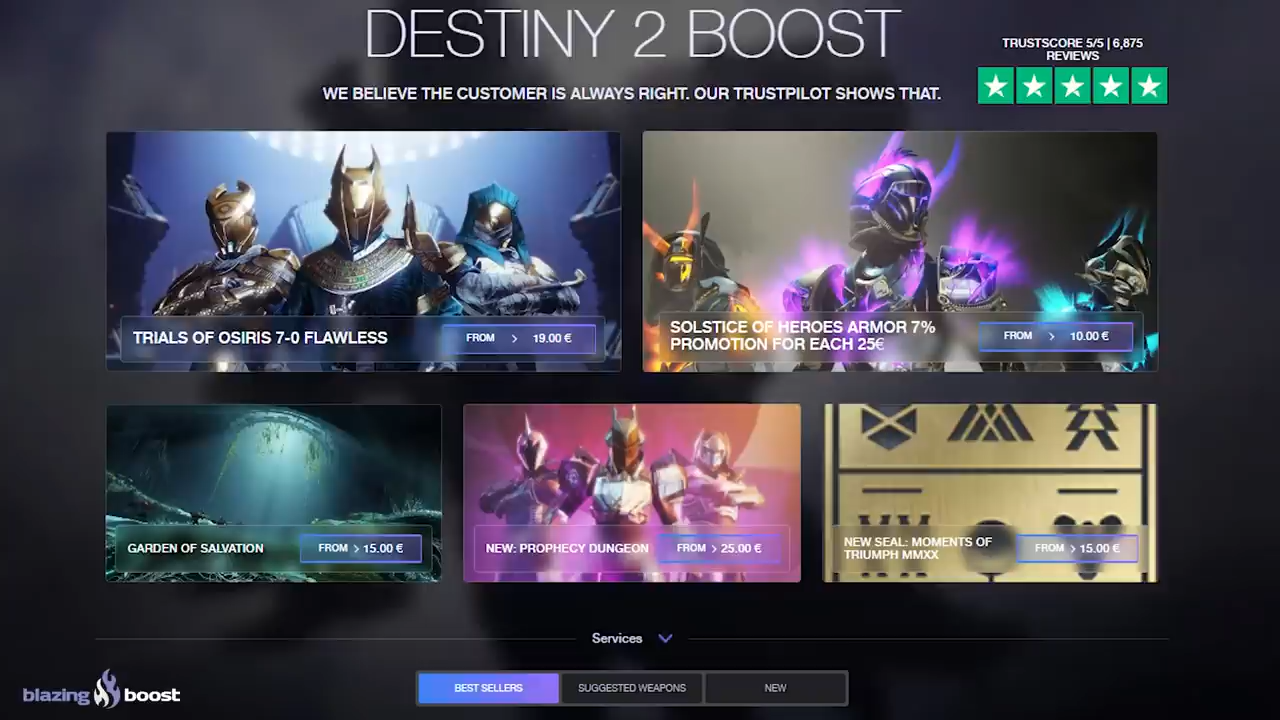 DESTINY 2 BOOST
TRUSTSCORE 5/5 | 6,875
REVIEWS
WE BELIEVE THE CUSTOMER IS ALWAYS RIGHT. OUR TRUSTPILOT SHOWS THAT.
TRIALS OF OSIRIS 7-0 FLAWLESS
FROM > 19.00 €
SOLSTICE OF HEROES ARMOR 7%
PROMOTION FOR EACH 25€
FROM > 10.00 €
GARDEN OF SALVATION
FROM > 15.00 €
NEW: PROPHECY DUNGEON
FROM > 25.00 €
NEW SEAL: MOMENTS OF
TRIUMPH MMXX
FROM > 15.00 €
Services
blazing boost
BEST SELLERS
SUGGESTED WEAPONS
NEW